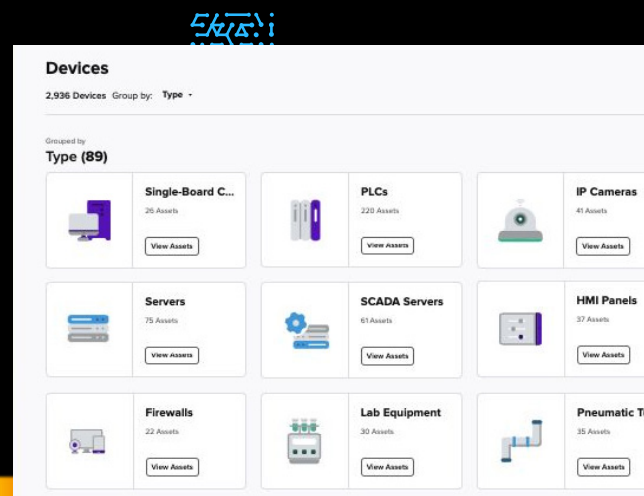 Devices
2,936 Devices Group by: Type
Grouped by
Type (89)
Single-Board C...
26 Assets
View Assets
PLCs
220 Assets
View Assets
IP Cameras
41 Assets
View Assets
Servers
75 Assets
View Assets
SCADA Servers
61 Assets
View Assets
HMI Panels
37 Assets
View Assets
Firewalls
22 Assets
View Assets
Lab Equipment
30 Assets
View Assets
Pneumatic
35 Assets
View Assets